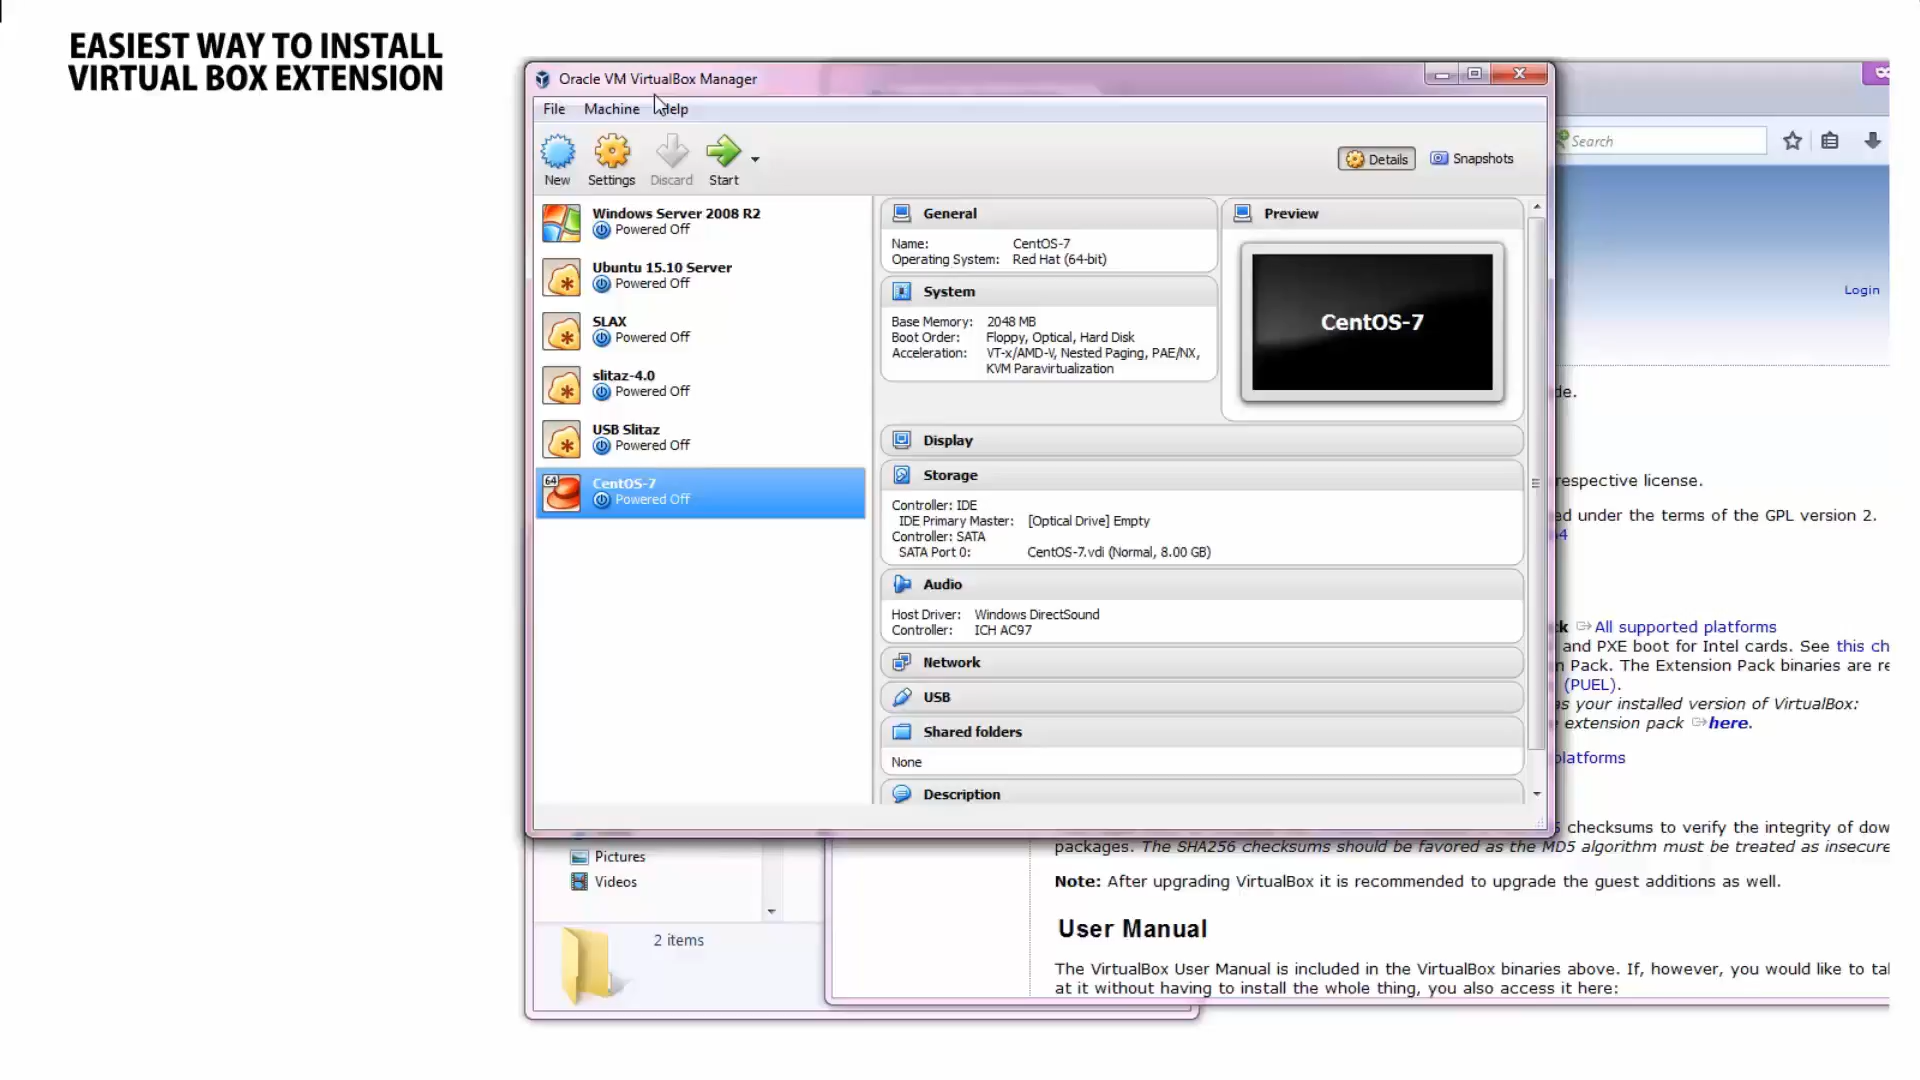 EASIEST WAY TO INSTALL
VIRTUAL BOX EXTENSION
Oracle VM VirtualBox Manager
File Machine Help
New Settings Discard Start
Details Snapshots
Search
Windows Server 2008 R2
Powered Off
Ubuntu 15.10 Server
Powered Off
SLAX
Powered Off
slitaz-4.0
Powered Off
USB Slitaz
Powered Off
64
CentOS-7
Powered Off
General
Name: CentOS-7
Operating System: Red Hat (64-bit)
System
Base Memory: 2048 MB
Boot Order: Floppy, Optical, Hard Disk
Acceleration: VT-x/AMD-V, Nested Paging, PAE/NX,
KVM Paravirtualization
Preview
CentOS-7
Display
Storage
Controller: IDE
IDE Primary Master: [Optical Drive] Empty
Controller: SATA
SATA Port 0: CentOS-7.vdi (Normal, 8.00 GB)
Audio
Host Driver: Windows DirectSound
Controller: ICH AC97
Network
USB
Shared folders
None
Description
Login
de.
respective license.
ed under the terms of the GPL version 2.
All supported platforms
and PXE boot for Intel cards. See this ch
n Pack. The Extension Pack binaries are re
(PUEL).
as your installed version of VirtualBox:
extension pack here.
platforms
checksums to verify the integrity of dow
packages. The SHA256 checksums should be favored as the MD5 algorithm must be treated as insecure
Note: After upgrading VirtualBox it is recommended to upgrade the guest additions as well.
User Manual
The VirtualBox User Manual is included in the VirtualBox binaries above. If, however, you would like to tal
at it without having to install the whole thing, you also access it here:
Pictures
Videos
2 items